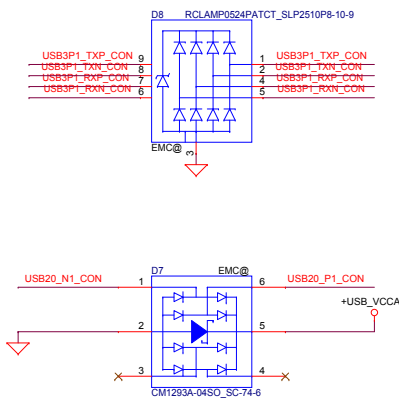 D8 RCLAMP0524PATCT_SLP2510P8-10-9
USB3P1_TXP_CON 9 1 USB3P1_TXP_CON
USB3P1_TXN_CON 8 2 USB3P1_TXN_CON
USB3P1_RXP_CON 7 4 USB3P1_RXP_CON
USB3P1_RXN_CON 6 5 USB3P1_RXN_CON
EMC@ 3
D7 EMC@
USB20_N1_CON 1 6 USB20_P1_CON
+USB_VCCA
2 5
3 4
CM1293A-04SO_SC-74-6